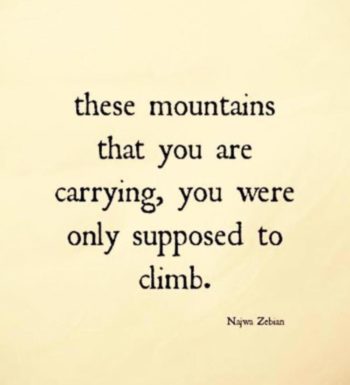 these mountains
that you are
carrying, you were
only supposed to
climb.
Najwa Zebian